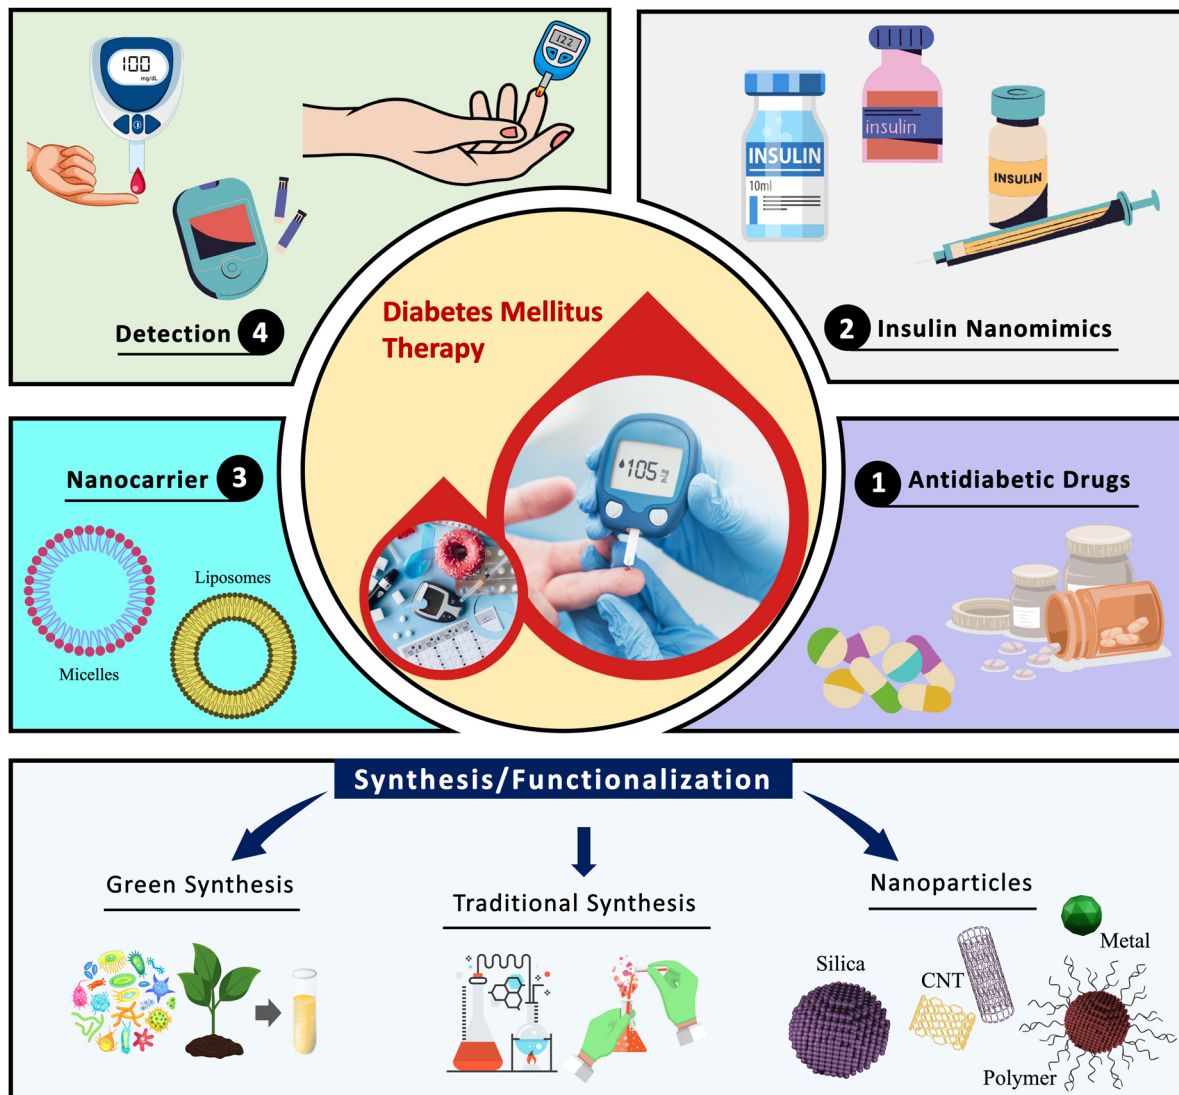 100
mg/dL
122
INSULIN
10ml
insulin
INSULIN
Detection 4
2 Insulin Nanomimics
Diabetes Mellitus
Therapy
105
Nanocarrier 3
Liposomes
Micelles
1 Antidiabetic Drugs
Synthesis/Functionalization
Green Synthesis
Traditional Synthesis
Nanoparticles
Silica
CNT
Metal
Polymer